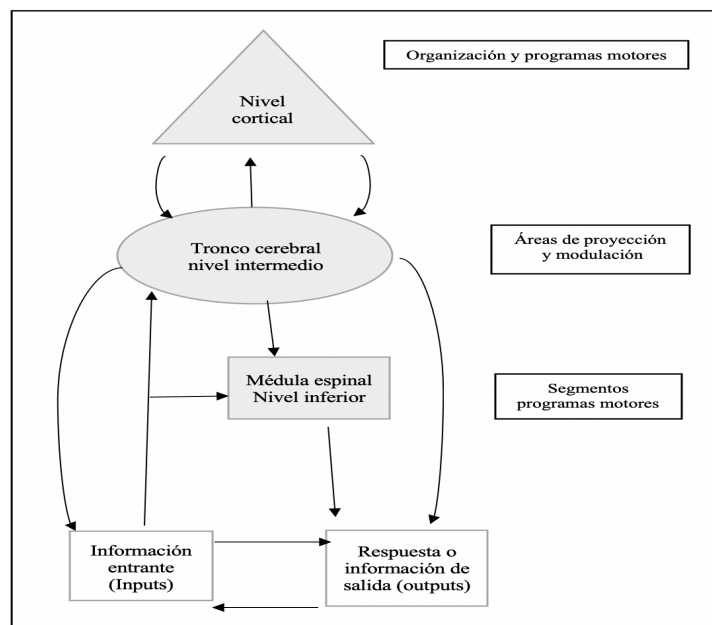 Organización y programas motores
Nivel
cortical
Tronco cerebral
nivel intermedio
Áreas de proyección
y modulación
Médula espinal
Nivel inferior
Segmentos
programas motores
Información
entrante
(Inputs)
Respuesta o
información de
salida (outputs)